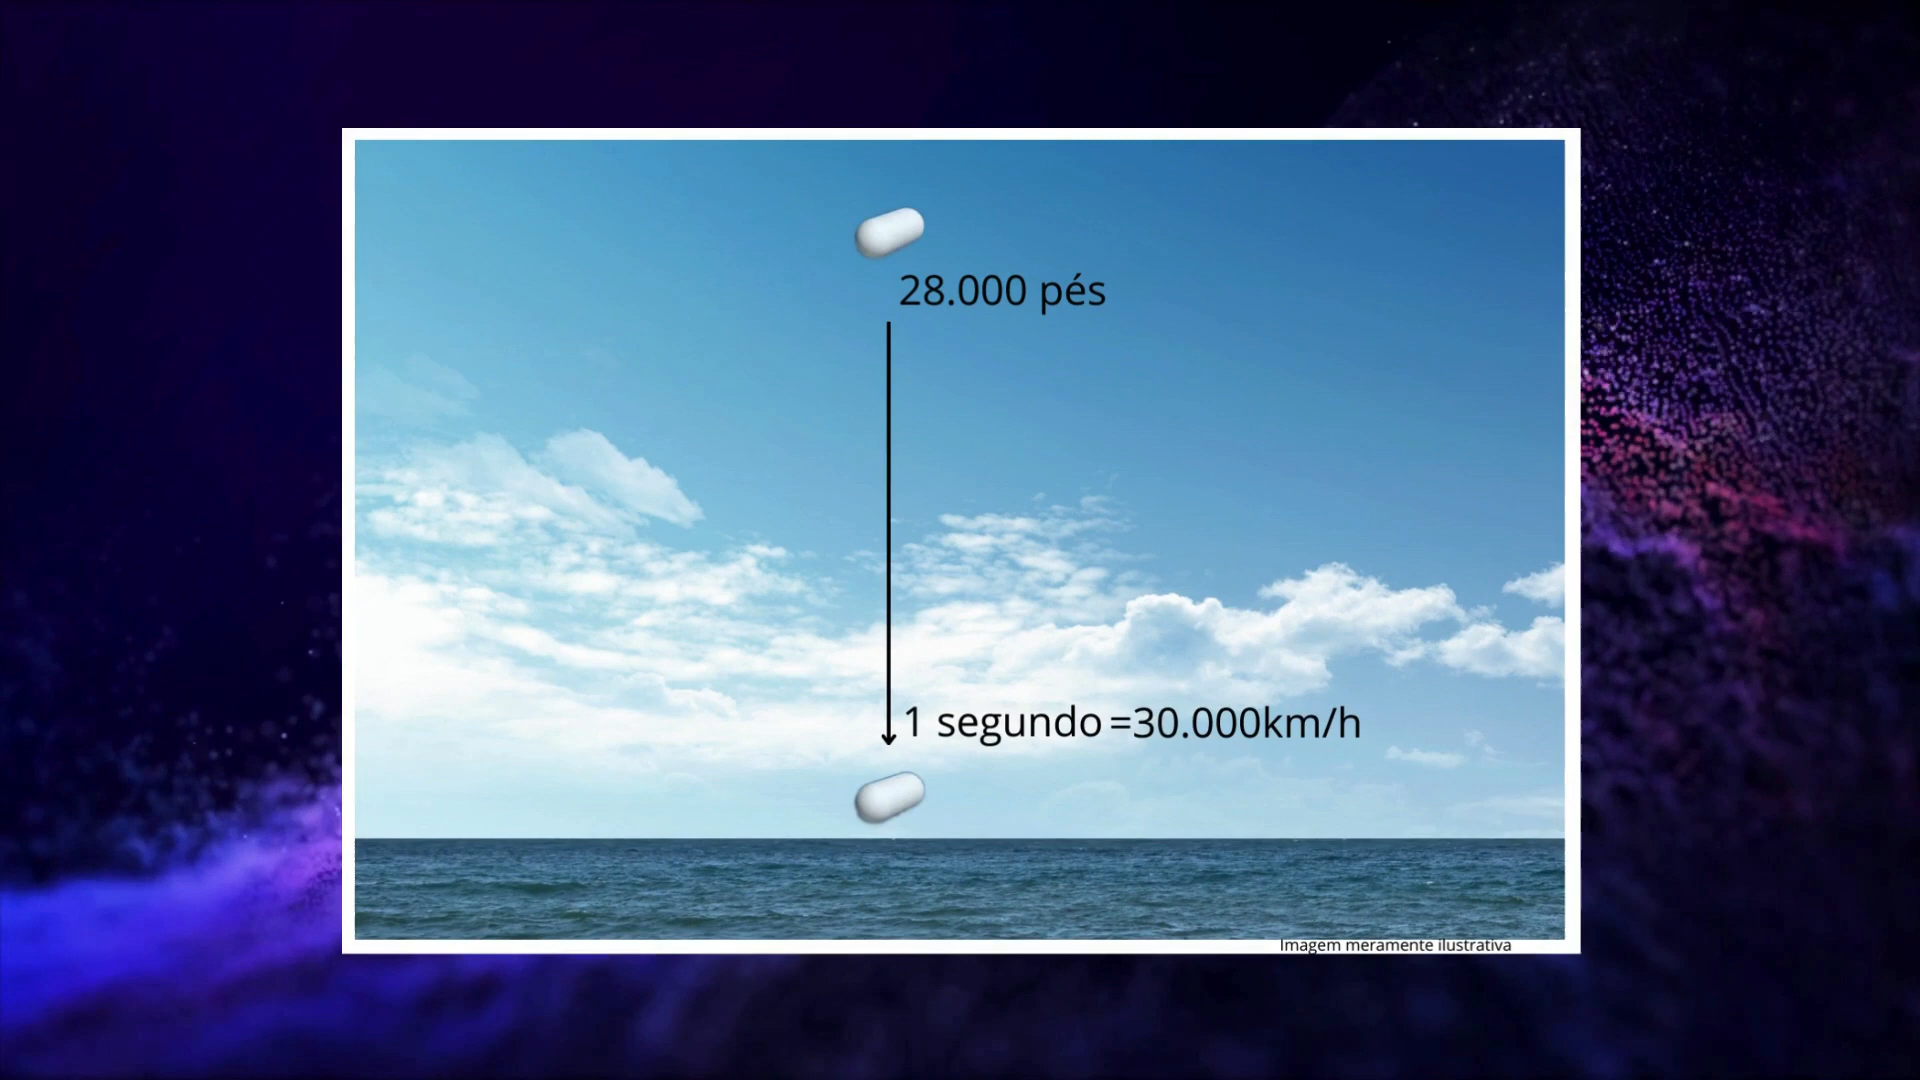 28.000 pés
1 segundo =30.000km/h
Imagem meramente ilustrativa